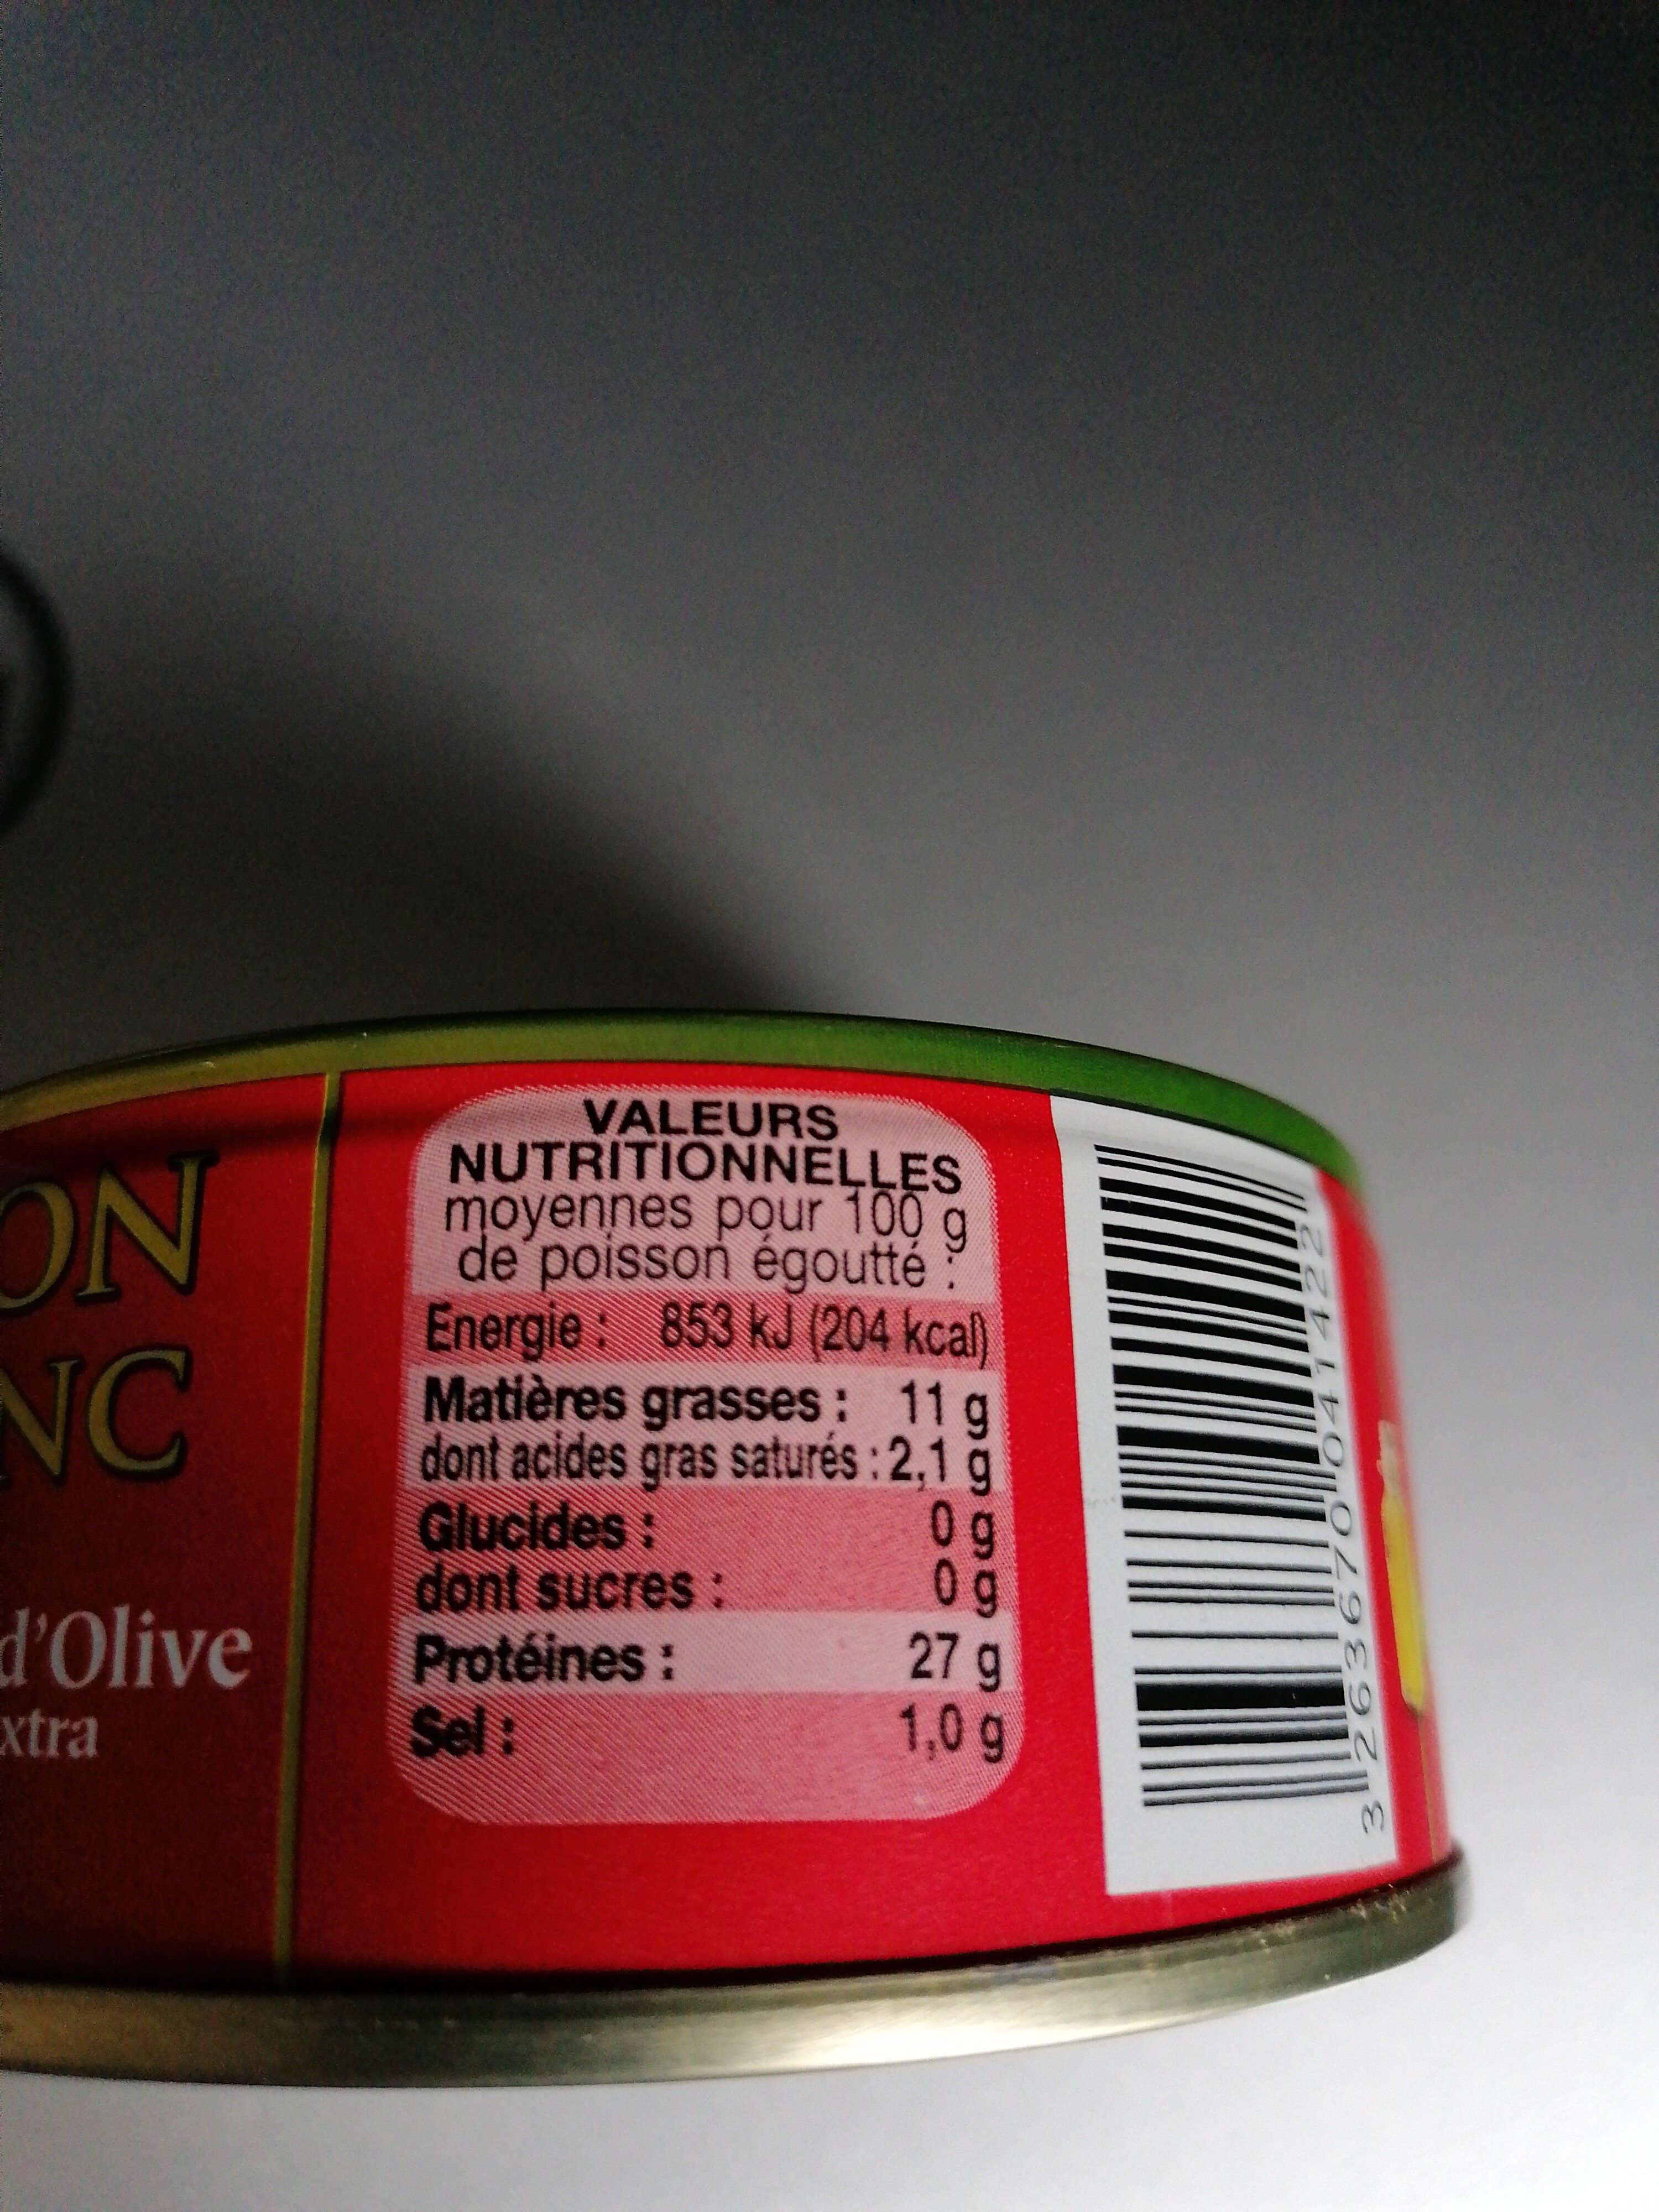 ON
NC
d'Olive
xtra
VALEURS
NUTRITIONNELLES
moyennes pour 100 g
de poisson égoutté :
Energie : 853 kJ (204 kcal)
Matières grasses : 11 g
dont acides gras saturés : 2,1 g
Glucides : 0 g
dont sucres : 0 g
Protéines : 27 g
Sel : 1,0 g
3 263670 041422